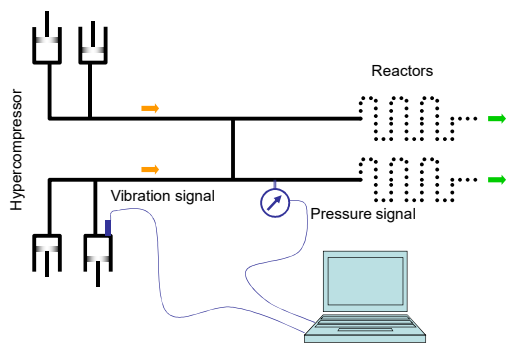 Reactors
Hypercompressor
Vibration signal
Pressure signal